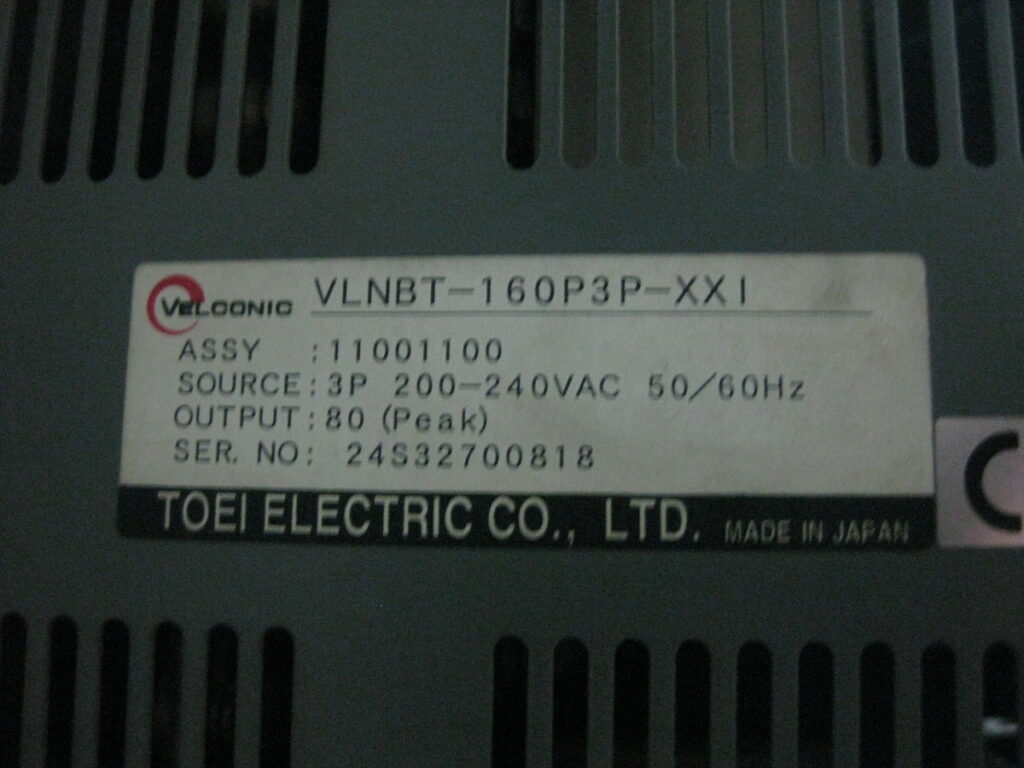 VELCONIC VLNBT-160P3P-XXI
ASSY :11001100
SOURCE:3P 200-240VAC 50/60Hz
OUTPUT:80 (Peak)
SER. NO: 24S32700818
TOEI ELECTRIC CO., LTD. MADE IN JAPAN